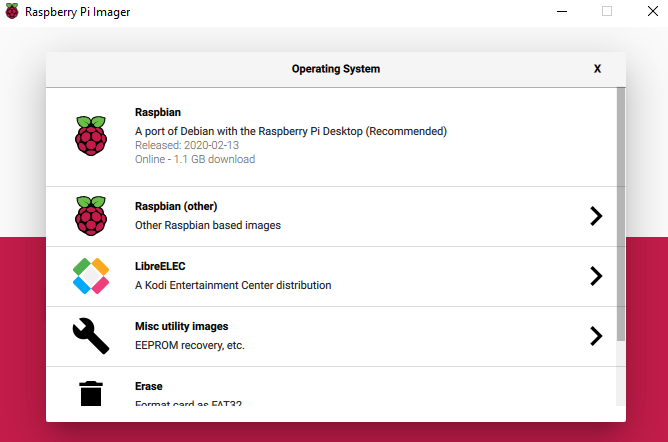 Raspberry Pi Imager
Operating System
X
Raspbian
A port of Debian with the Raspberry Pi Desktop (Recommended)
Released: 2020-02-13
Online - 1.1 GB download
Raspbian (other)
Other Raspbian based images
LibreELEC
A Kodi Entertainment Center distribution
Misc utility images
EEPROM recovery, etc.
Erase
Format card as FAT32